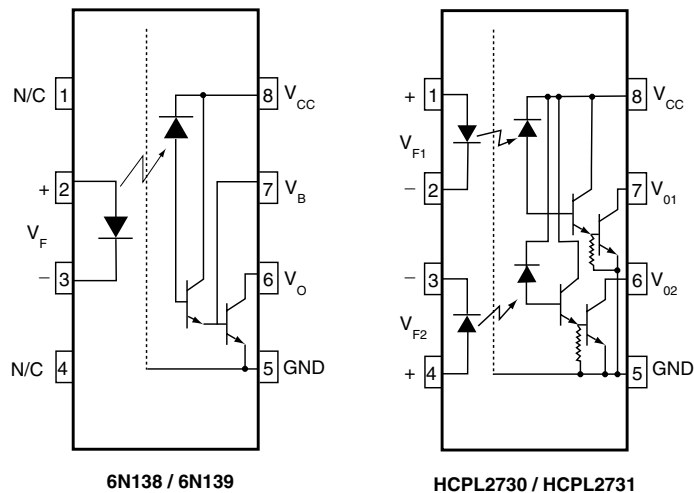 N/C 1
8 V_CC
+ 2
V_F
7 V_B
− 3
6 V_O
N/C 4
5 GND
6N138 / 6N139
+ 1
8 V_CC
V_F1
− 2
7 V_01
− 3
6 V_02
V_F2
+ 4
5 GND
HCPL2730 / HCPL2731